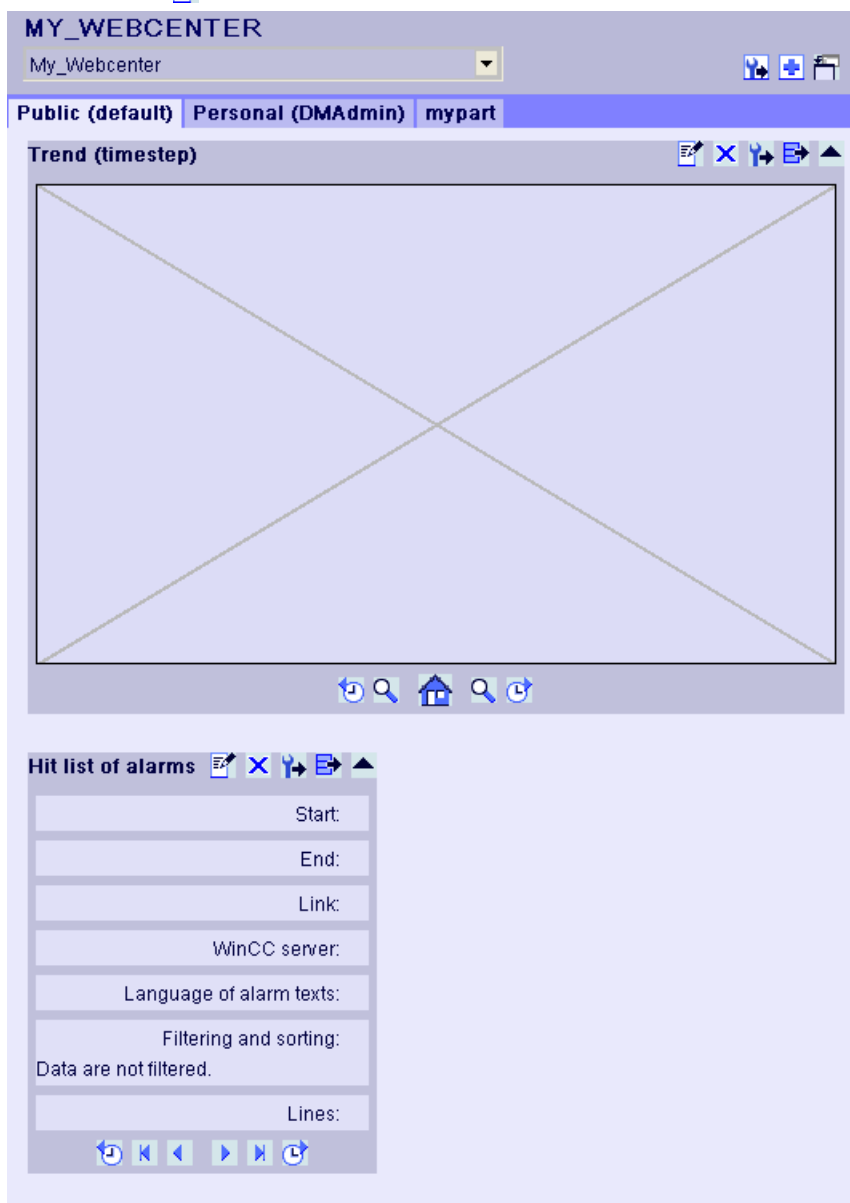 MY_WEBCENTER
My_Webcenter
Public (default) Personal (DMAdmin) mypart
Trend (timestep)
Hit list of alarms
Start:
End:
Link:
WinCC server:
Language of alarm texts:
Filtering and sorting:
Data are not filtered.
Lines: